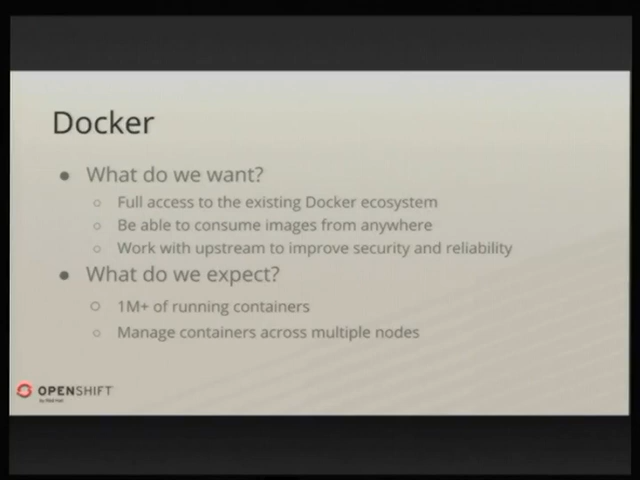 Docker
● What do we want?
○ Full access to the existing Docker ecosystem
○ Be able to consume images from anywhere
○ Work with upstream to improve security and reliability
● What do we expect?
○ 1M+ of running containers
○ Manage containers across multiple nodes
OPENSHIFT
by Red Hat